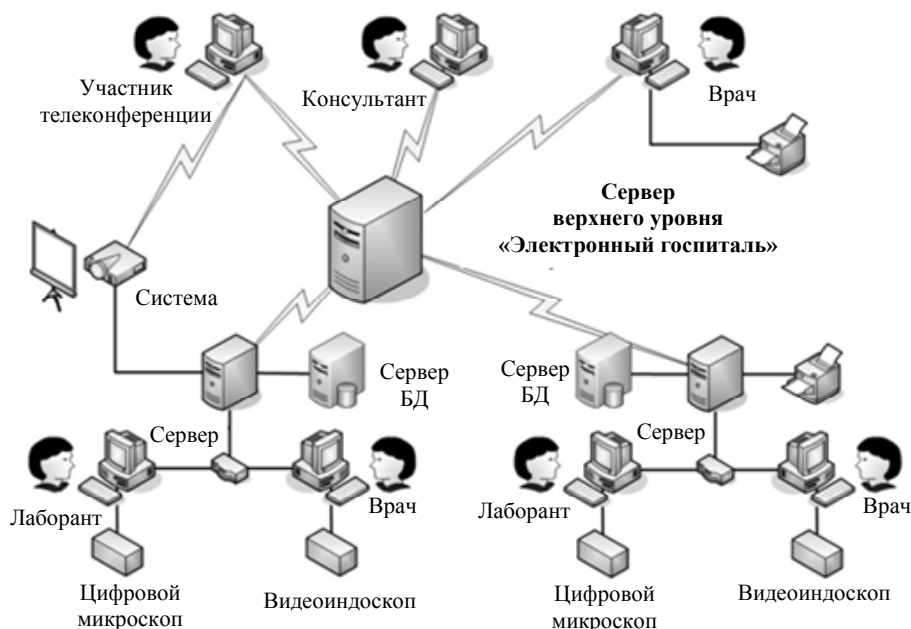 Участник
телеконференции
Консультант
Врач
Сервер
верхнего уровня
«Электронный госпиталь»
Система
Сервер
БД
Сервер
БД
Сервер
Сервер
Лаборант
Врач
Лаборант
Врач
Цифровой
микроскоп
Видеоиндоскоп
Цифровой
микроскоп
Видеоиндоскоп